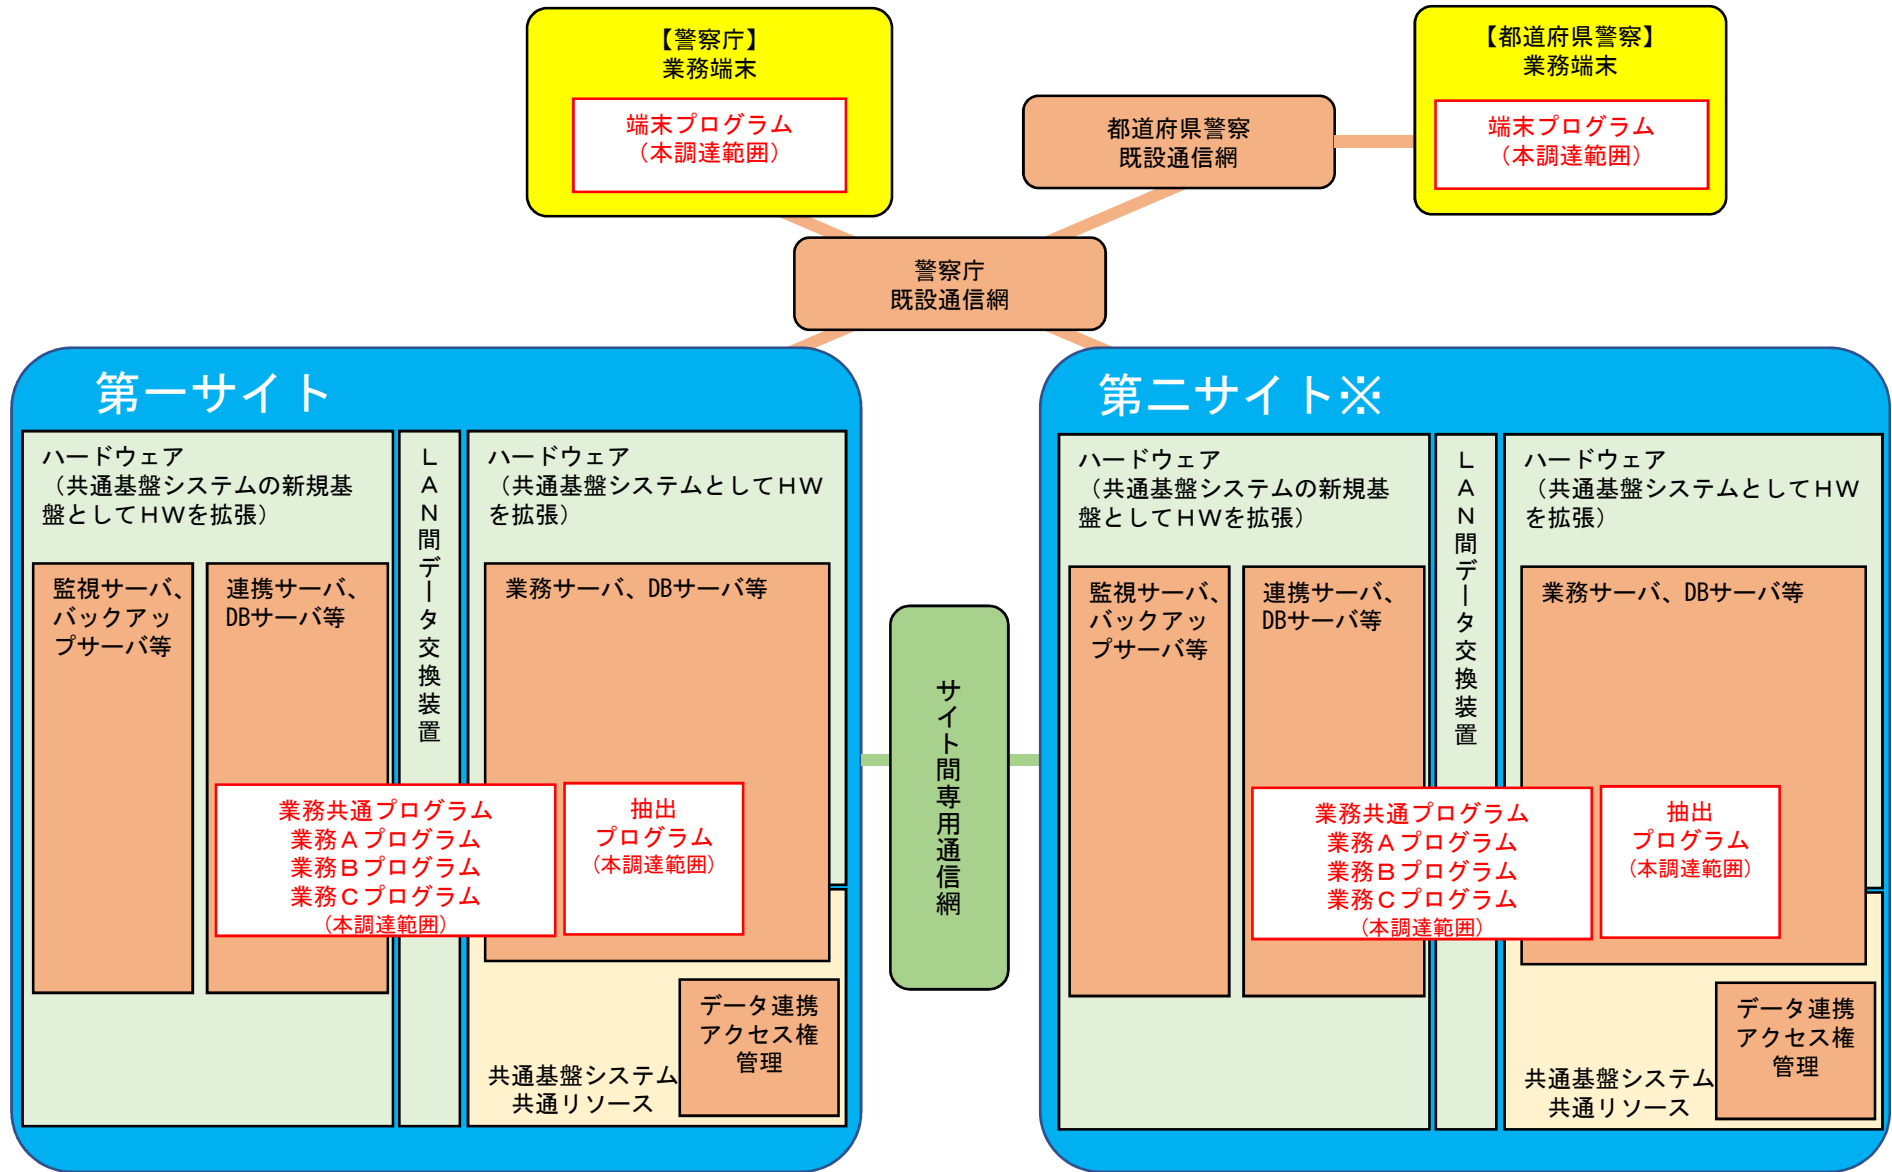 【警察庁】
業務端末
端末プログラム
（本調達範囲）
都道府県警察
既設通信網
【都道府県警察】
業務端末
端末プログラム
（本調達範囲）
警察庁
既設通信網
第一サイト
ハードウェア
（共通基盤システムの新規基
盤としてＨＷを拡張）
ＬＡＮ間データ交換装置
ハードウェア
（共通基盤システムとしてＨＷ
を拡張）
監視サーバ、
バックアッ
プサーバ等
連携サーバ、
DBサーバ等
業務サーバ、DBサーバ等
業務共通プログラム
業務Ａプログラム
業務Ｂプログラム
業務Ｃプログラム
（本調達範囲）
抽出
プログラム
（本調達範囲）
データ連携
アクセス権
管理
共通基盤システム
共通リソース
サイト間専用通信網
第二サイト※
ハードウェア
（共通基盤システムの新規基
盤としてＨＷを拡張）
ＬＡＮ間データ交換装置
ハードウェア
（共通基盤システムとしてＨＷ
を拡張）
監視サーバ、
バックアッ
プサーバ等
連携サーバ、
DBサーバ等
業務サーバ、DBサーバ等
業務共通プログラム
業務Ａプログラム
業務Ｂプログラム
業務Ｃプログラム
（本調達範囲）
抽出
プログラム
（本調達範囲）
データ連携
アクセス権
管理
共通基盤システム
共通リソース